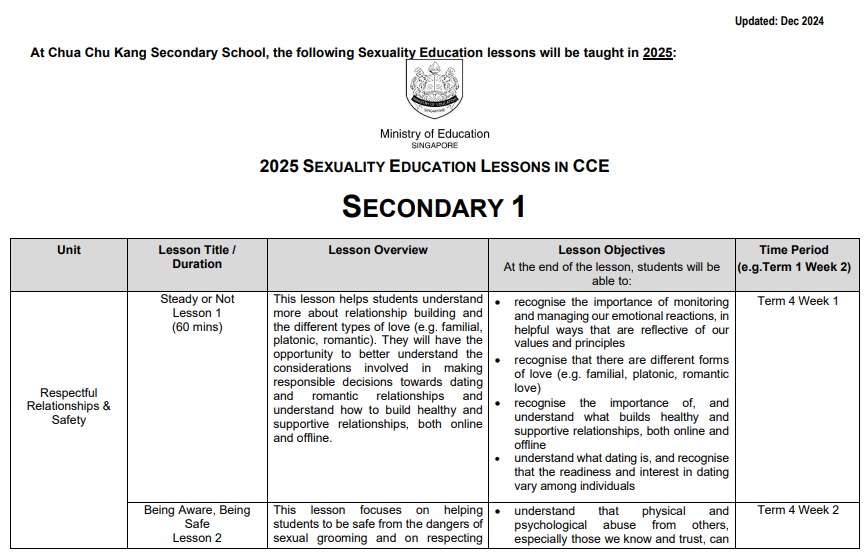 Updated: Dec 2024
At Chua Chu Kang Secondary School, the following Sexuality Education lessons will be taught in 2025:
Ministry of Education
SINGAPORE
2025 SEXUALITY EDUCATION LESSONS IN CCE
SECONDARY 1
Unit
Lesson Title /
Duration
Lesson Overview
Lesson Objectives
At the end of the lesson, students will be
able to:
Time Period
(e.g.Term 1 Week 2)
Respectful
Relationships &
Safety
Steady or Not
Lesson 1
(60 mins)
This lesson helps students understand
more about relationship building and
the different types of love (e.g. familial,
platonic, romantic). They will have the
opportunity to better understand the
considerations involved in making
responsible decisions towards dating
and romantic relationships and
understand how to build healthy and
supportive relationships, both online
and offline.
• recognise the importance of monitoring
and managing our emotional reactions, in
helpful ways that are reflective of our
values and principles
• recognise that there are different forms
of love (e.g. familial, platonic, romantic
love)
• recognise the importance of, and
understand what builds healthy and
supportive relationships, both online and
offline
• understand what dating is, and recognise
that the readiness and interest in dating
vary among individuals
Term 4 Week 1
Being Aware, Being
Safe
Lesson 2
This lesson focuses on helping
students to be safe from the dangers of
sexual grooming and on respecting
• understand that physical and
psychological abuse from others,
especially those we know and trust, can
Term 4 Week 2